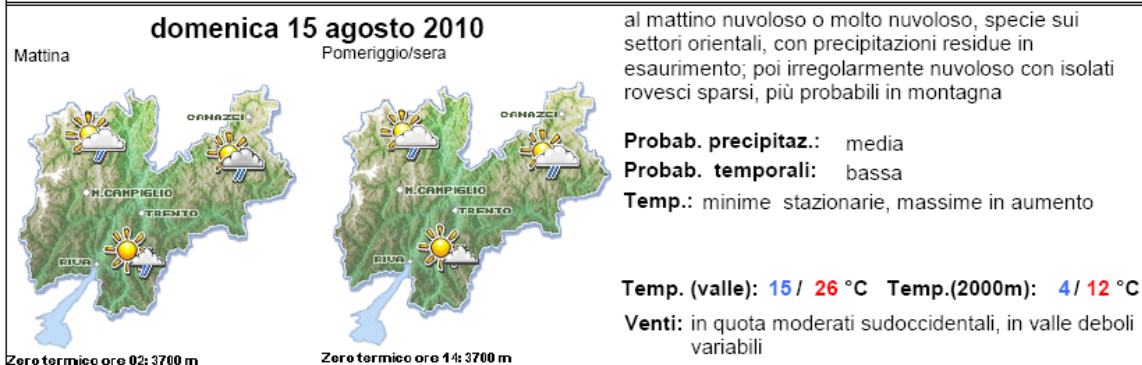 domenica 15 agosto 2010
Mattina
Pomeriggio/sera
CANAZEI
M.CAMPIGLIO
TRENTO
RIVA
Zero termico ore 02: 3700 m
CANAZEI
M.CAMPIGLIO
TRENTO
RIVA
Zero termico ore 14: 3700 m
al mattino nuvoloso o molto nuvoloso, specie sui
settori orientali, con precipitazioni residue in
esaurimento; poi irregolarmente nuvoloso con isolati
rovesci sparsi, più probabili in montagna
Probab. precipitaz.: media
Probab. temporali: bassa
Temp.: minime stazionarie, massime in aumento
Temp. (valle): 15 / 26 °C Temp.(2000m): 4 / 12 °C
Venti: in quota moderati sudoccidentali, in valle deboli
variabili